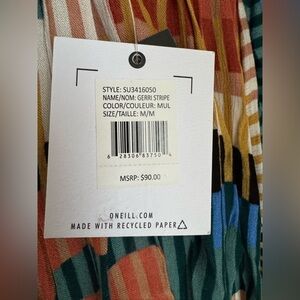 STYLE: SU3416050
NAME/NOM: GERRI STRIPE
COLOR/COULEUR: MUL
SIZE/TAILLE: M/M
6 28306 83750 4
MSRP: $90.00
ONEILL.COM
MADE WITH RECYCLED PAPER